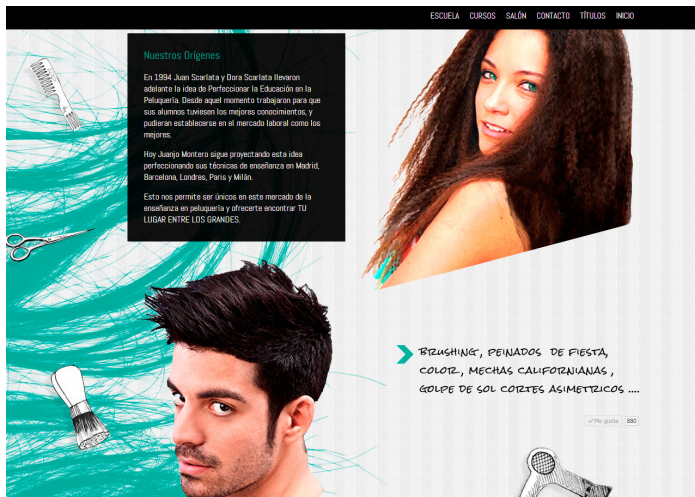 ESCUELA CURSOS SALÓN CONTACTO TÍTULOS INICIO
Nuestros Orígenes
En 1994 Juan Scarlata y Dora Scarlata llevaron
adelante la idea de Perfeccionar la Educación en la
Peluquería. Desde aquel momento trabajaron para que
sus alumnos tuviesen los mejores conocimientos, y
pudieran establecerse en el mercado laboral como los
mejores.
Hoy Juanjo Montero sigue proyectando esta idea
perfeccionando sus técnicas de enseñanza en Madrid,
Barcelona, Londres, Paris y Milán.
Esto nos permite ser únicos en este mercado de la
enseñanza en peluquería y ofrecerte encontrar TU
LUGAR ENTRE LOS GRANDES.
BRUSHING, PEINADOS DE FIESTA,
COLOR, MECHAS CALIFORNIANAS,
GOLPE DE SOL CORTES ASIMETRICOS ....
Me gusta 880